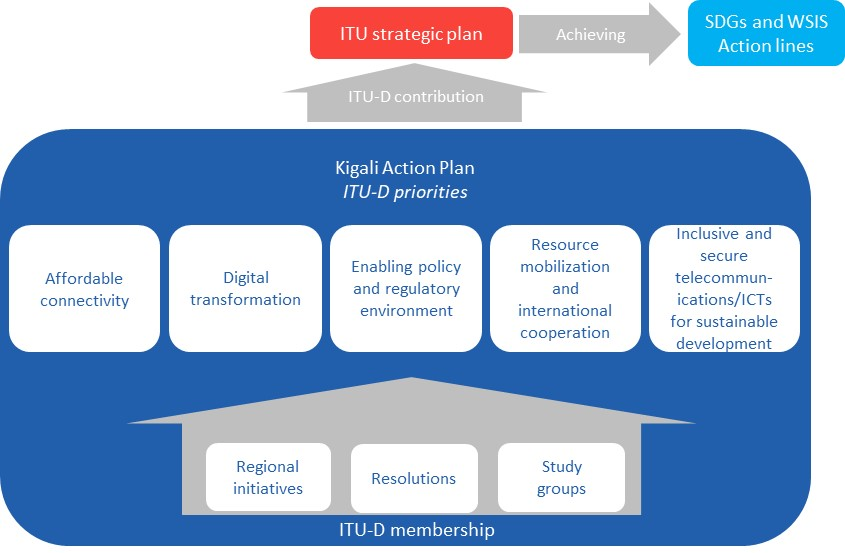 ITU strategic plan
Achieving
SDGs and WSIS
Action lines
ITU-D contribution
Kigali Action Plan
ITU-D priorities
Affordable
connectivity
Digital
transformation
Enabling policy
and regulatory
environment
Resource
mobilization
and
international
cooperation
Inclusive and
secure
telecommun-
ications/ICTs
for sustainable
development
Regional
initiatives
Resolutions
Study
groups
ITU-D membership